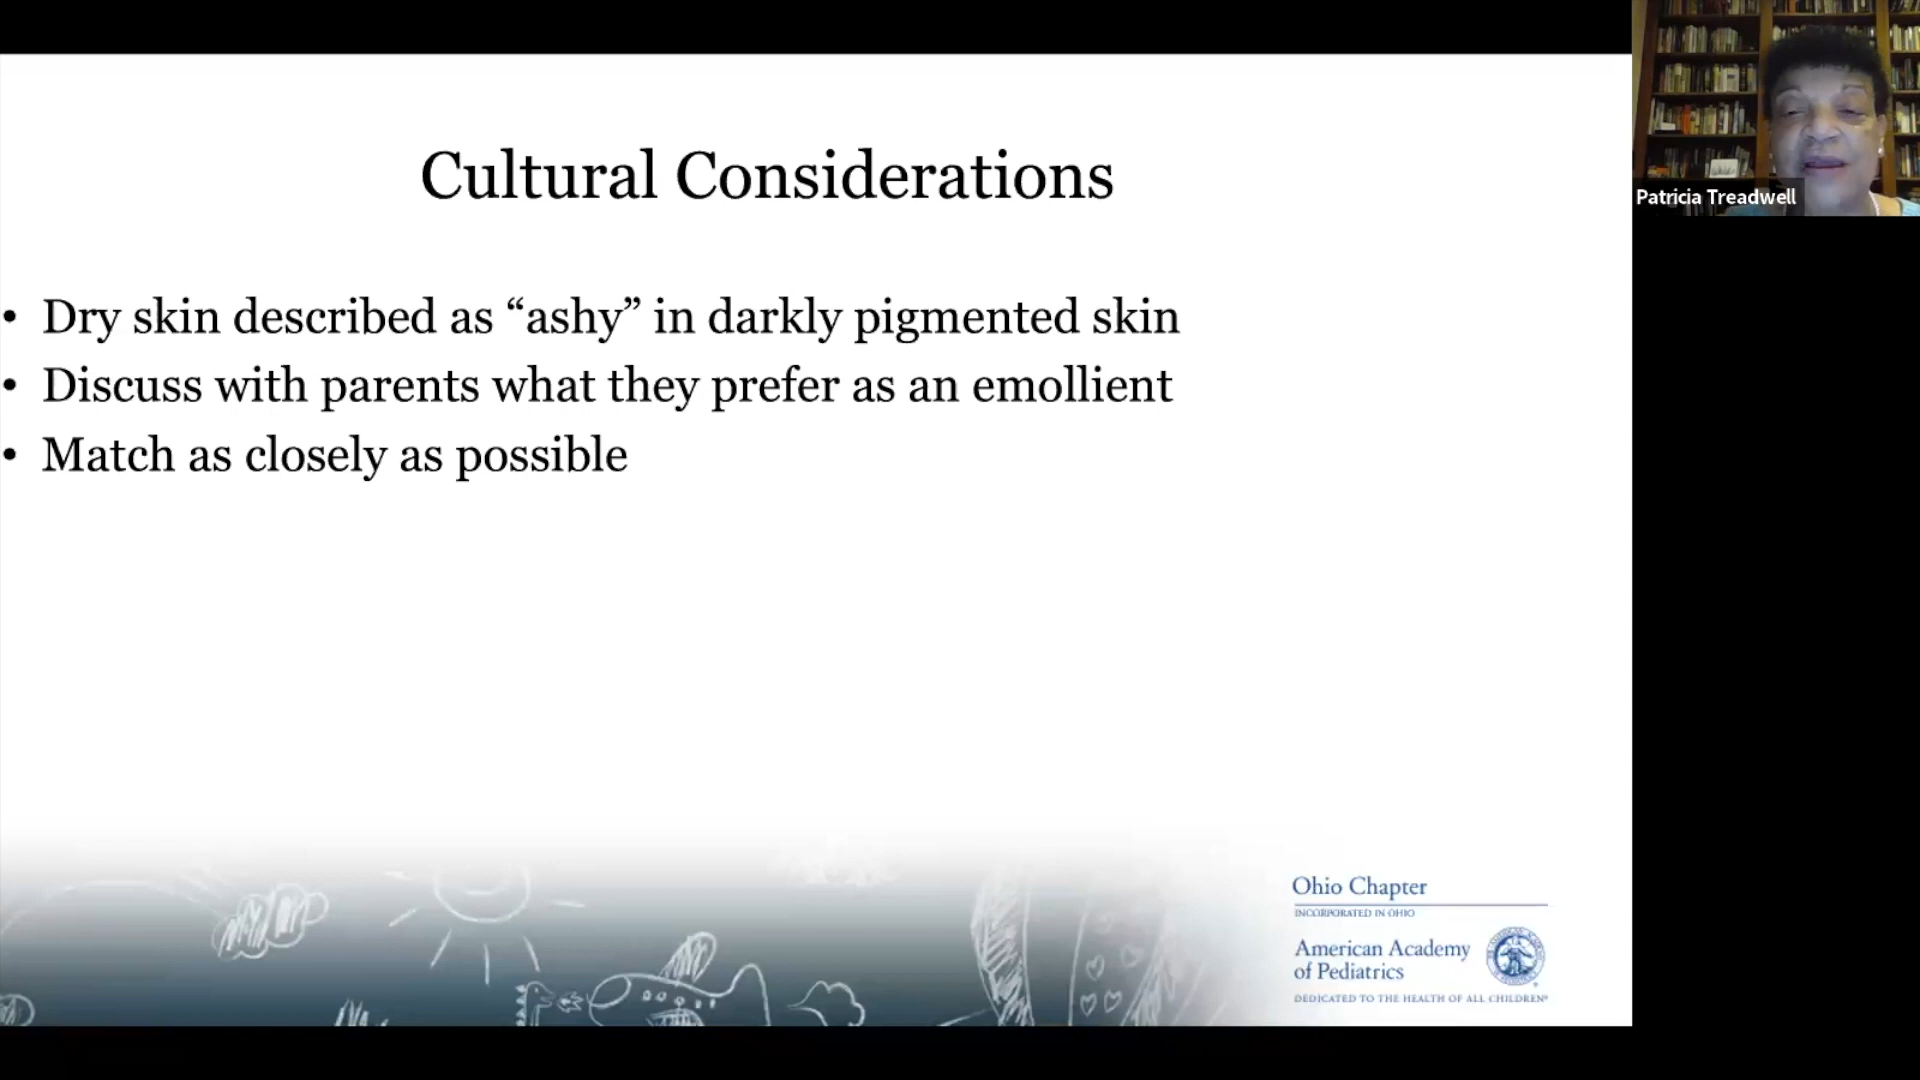 Cultural Considerations
• Dry skin described as “ashy” in darkly pigmented skin
• Discuss with parents what they prefer as an emollient
• Match as closely as possible
Patricia Treadwell
Ohio Chapter
INCORPORATED IN OHIO
American Academy
of Pediatrics
DEDICATED TO THE HEALTH OF ALL CHILDREN®